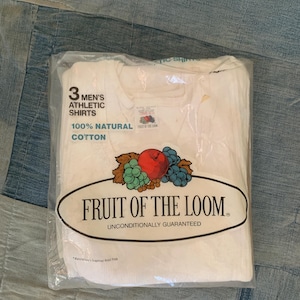 3 MEN'S
ATHLETIC
SHIRTS
100% NATURAL
COTTON
FRUIT OF THE LOOM
UNCONDITIONALLY GUARANTEED